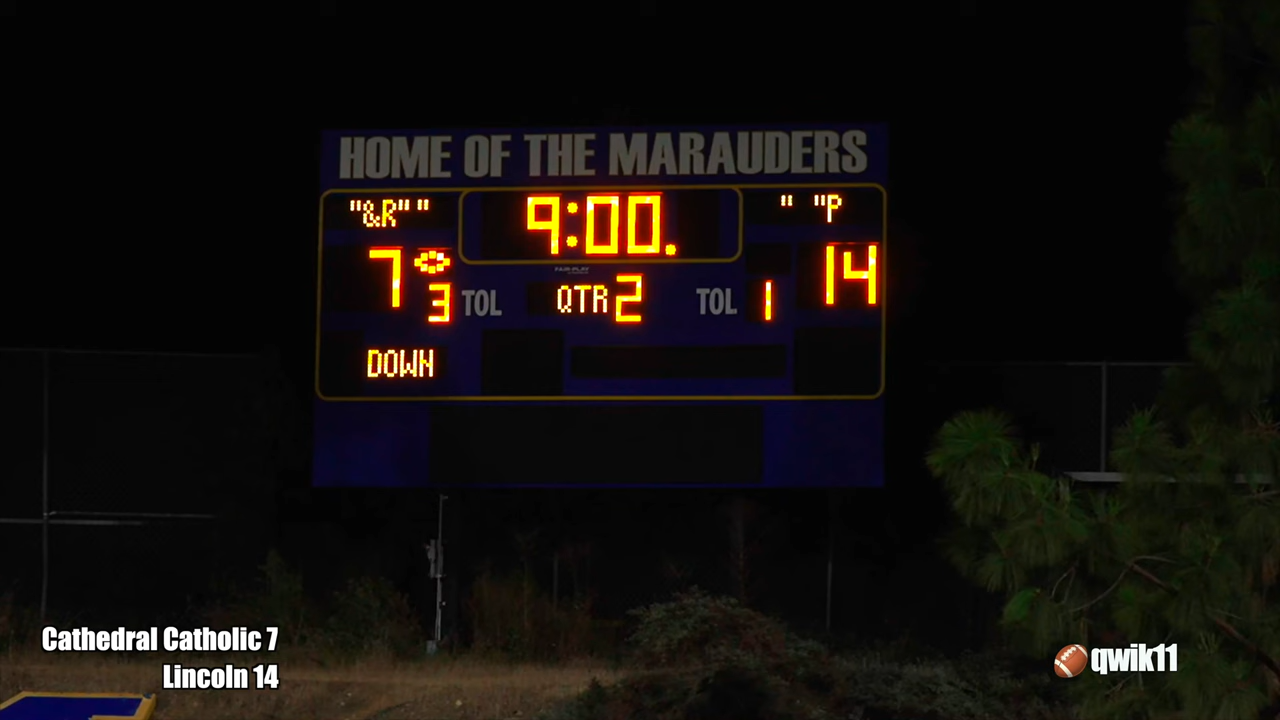 HOME OF THE MARAUDERS
"&R" " 9:00. " "P
7 14
3 TOL QTR 2 TOL 1
DOWN
Cathedral Catholic 7
Lincoln 14
qwik11